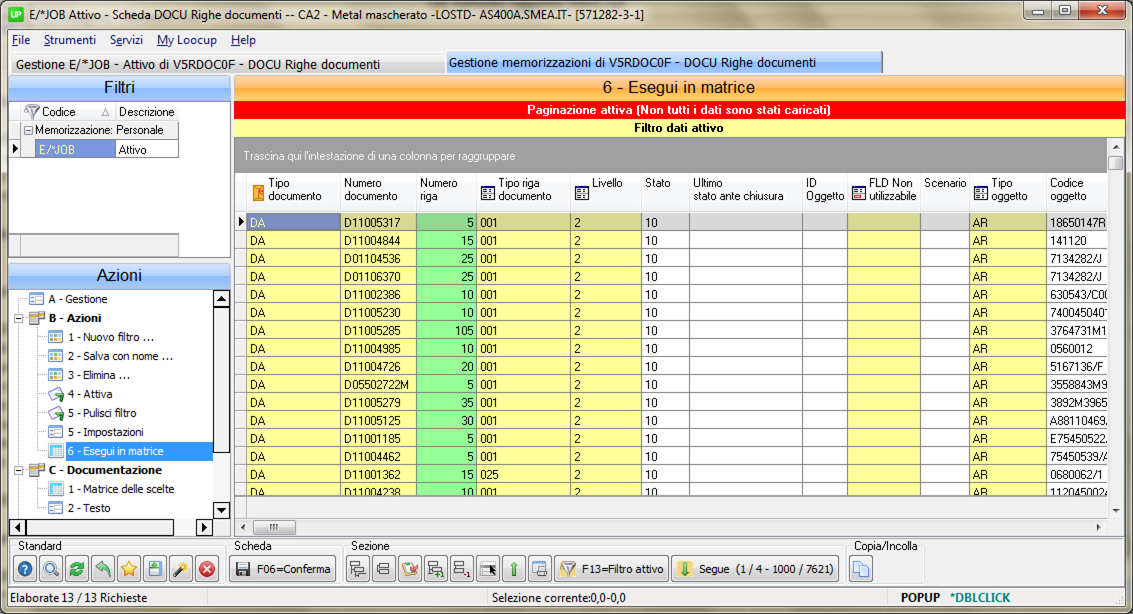 UP E/*JOB Attivo - Scheda DOCU Righe documenti -- CA2 - Metal mascherato -LOSTD- AS400A.SMEA.IT- [571282-3-1]
File Strumenti Servizi My Loocup Help
Gestione E/*JOB - Attivo di V5RDOC0F - DOCU Righe documenti
Gestione memorizzazioni di V5RDOC0F - DOCU Righe documenti
Filtri
Codice Descrizione
Memorizzazione: Personale
E/*JOB Attivo
Azioni
A - Gestione
B - Azioni
1 - Nuovo filtro ...
2 - Salva con nome ...
3 - Elimina ...
4 - Attiva
5 - Pulisci filtro
5 - Impostazioni
6 - Esegui in matrice
C - Documentazione
1 - Matrice delle scelte
2 - Testo
6 - Esegui in matrice
Paginazione attiva (Non tutti i dati sono stati caricati)
Filtro dati attivo
Trascina qui l'intestazione di una colonna per raggruppare
Tipo documento Numero documento Numero riga Tipo riga documento Livello Stato Ultimo stato ante chiusura ID Oggetto FLD Non utilizzabile Scenario Tipo oggetto Codice oggetto
DA D11005317 5 001 2 10 AR 18650147R
DA D11004844 15 001 2 10 AR 141120
DA D01104536 25 001 2 10 AR 7134282/J
DA D01106370 25 001 2 10 AR 7134282/J
DA D11002386 10 001 2 10 AR 630543/C00
DA D11005230 10 001 2 10 AR 740045040
DA D11005285 105 001 2 10 AR 3764731M1
DA D11004985 10 001 2 10 AR 0560012
DA D11004726 20 001 2 10 AR 5167136/F
DA D05502722M 5 001 2 10 AR 3558843M9
DA D11005279 35 001 2 10 AR 3892M3965
DA D11005125 30 001 2 10 AR A88110469
DA D11001185 5 001 2 10 AR E75450522
DA D11004462 5 001 2 10 AR 75450539/A
DA D11001362 15 025 2 10 AR 0680062/1
DA D11004238 10 001 2 10 AR 112045002
Standard
Scheda
F06=Conferma
Sezione
F13=Filtro attivo
Segue (1 / 4 - 1000 / 7621)
Copia/Incolla
Elaborate 13 / 13 Richieste
Selezione corrente:0,0-0,0
POPUP *DBLCLICK